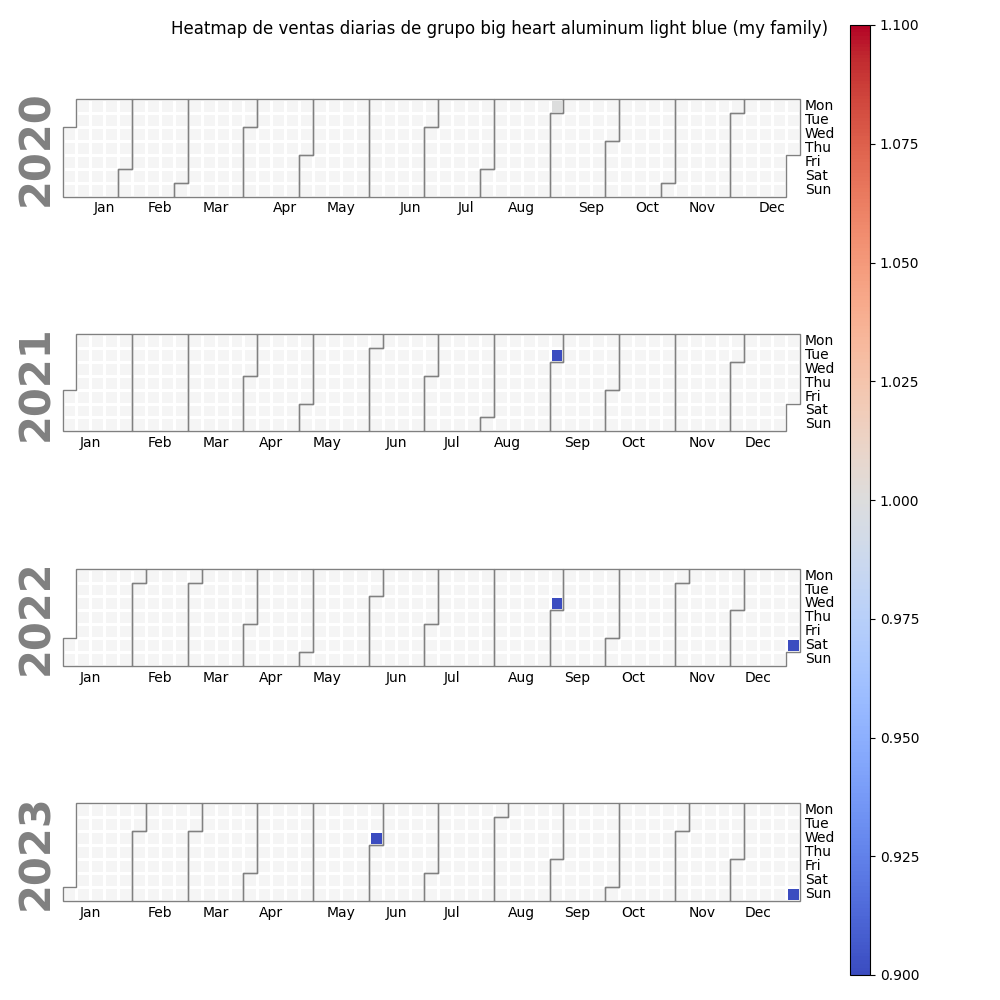 Heatmap de ventas diarias de grupo big heart aluminum light blue (my family)
2020
Mon
Tue
Wed
Thu
Fri
Sat
Sun
Jan Feb Mar Apr May Jun Jul Aug Sep Oct Nov Dec
2021
Mon
Tue
Wed
Thu
Fri
Sat
Sun
Jan Feb Mar Apr May Jun Jul Aug Sep Oct Nov Dec
2022
Mon
Tue
Wed
Thu
Fri
Sat
Sun
Jan Feb Mar Apr May Jun Jul Aug Sep Oct Nov Dec
2023
Mon
Tue
Wed
Thu
Fri
Sat
Sun
Jan Feb Mar Apr May Jun Jul Aug Sep Oct Nov Dec
1.100
1.075
1.050
1.025
1.000
0.975
0.950
0.925
0.900